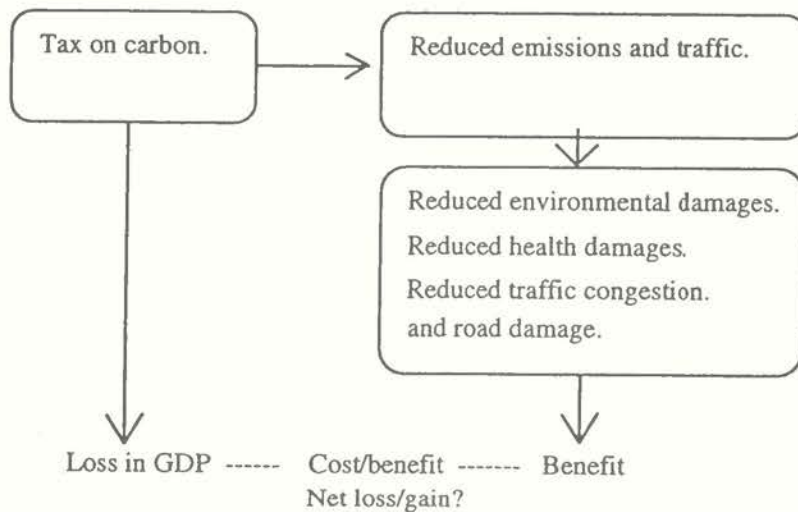 Tax on carbon.
Reduced emissions and traffic.
Reduced environmental damages.
Reduced health damages.
Reduced traffic congestion.
and road damage.
Loss in GDP ------ Cost/benefit ------- Benefit
Net loss/gain?